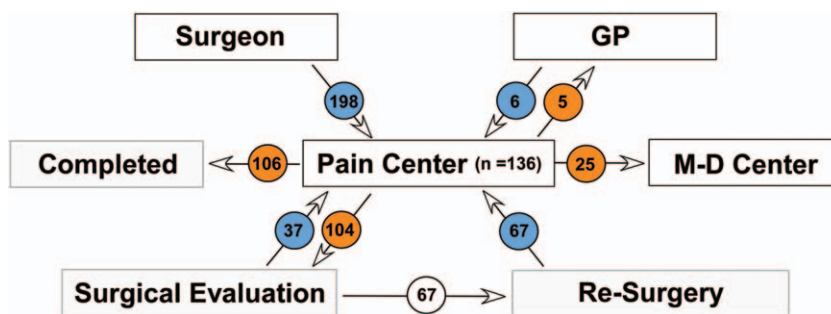 Surgeon
GP
198
6
5
Completed
106
Pain Center (n =136)
25
M-D Center
37
104
67
Surgical Evaluation
67
Re-Surgery